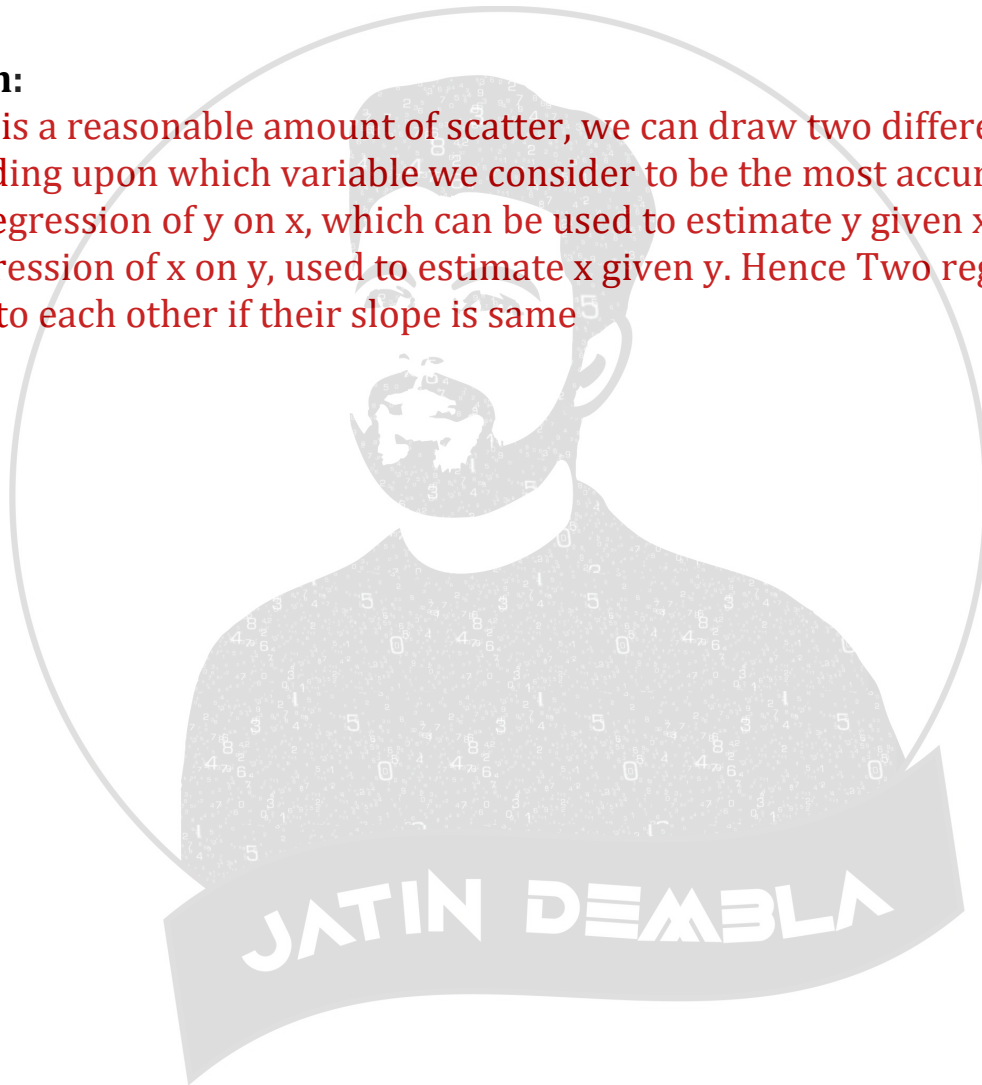 n:
is a reasonable amount of scatter, we can draw two differe
ding upon which variable we consider to be the most accur
egression of y on x, which can be used to estimate y given x
ression of x on y, used to estimate x given y. Hence Two reg
to each other if their slope is same
JATIN DEMBLA